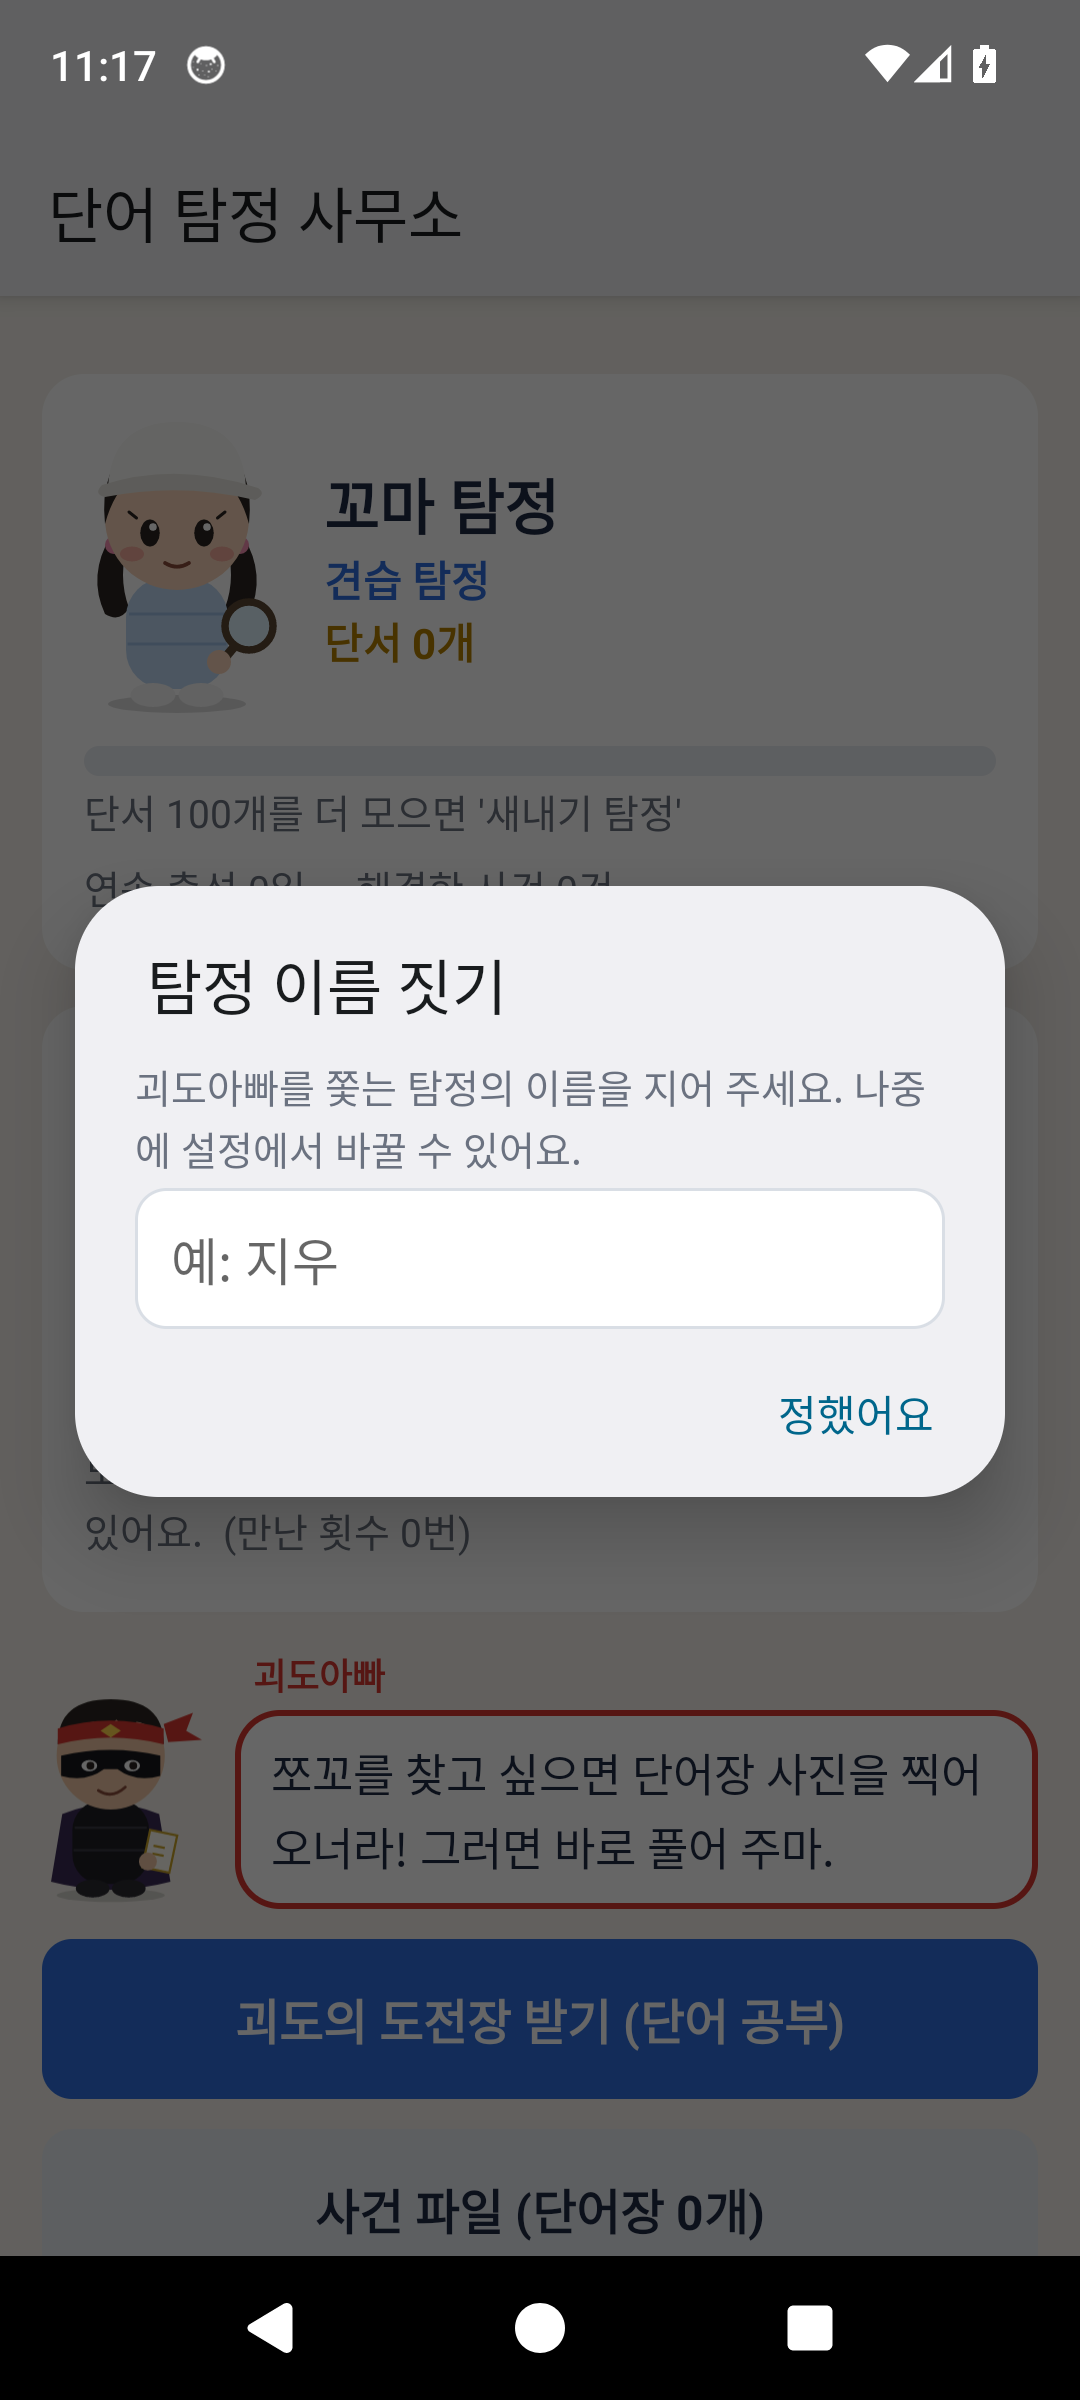 11:17
단어 탐정 사무소
꼬마 탐정
견습 탐정
단서 0개
단서 100개를 더 모으면 '새내기 탐정'
탐정 이름 짓기
괴도아빠를 쫓는 탐정의 이름을 지어 주세요. 나중
에 설정에서 바꿀 수 있어요.
예: 지우
정했어요
있어요. (만난 횟수 0번)
괴도아빠
쪼꼬를 찾고 싶으면 단어장 사진을 찍어
오너라! 그러면 바로 풀어 주마.
괴도의 도전장 받기 (단어 공부)
사건 파일 (단어장 0개)